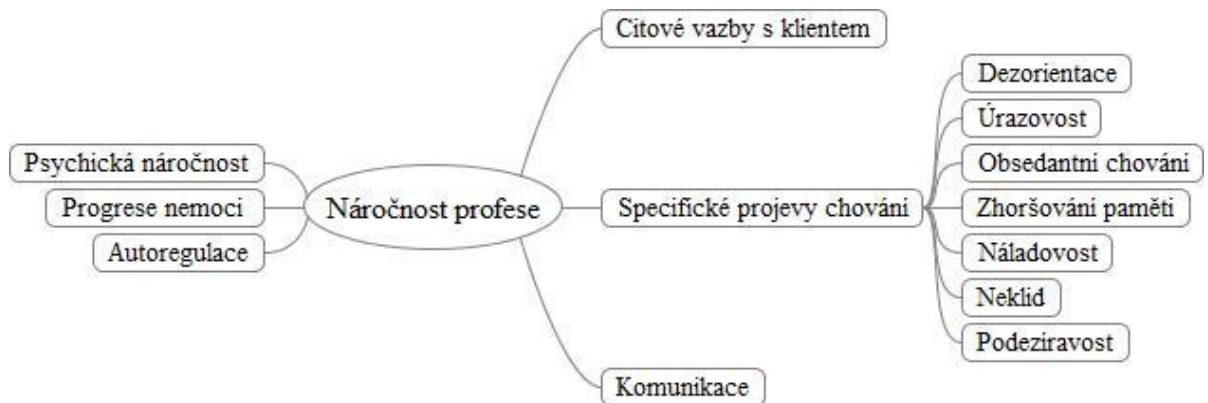 Citové vazby s klientem
Dezorientace
Úrazovost
Psychická náročnost
Obsedantní chování
Progrese nemoci
Náročnost profese
Specifické projevy chování
Zhoršování paměti
Autoregulace
Náladovost
Neklid
Podezíravost
Komunikace